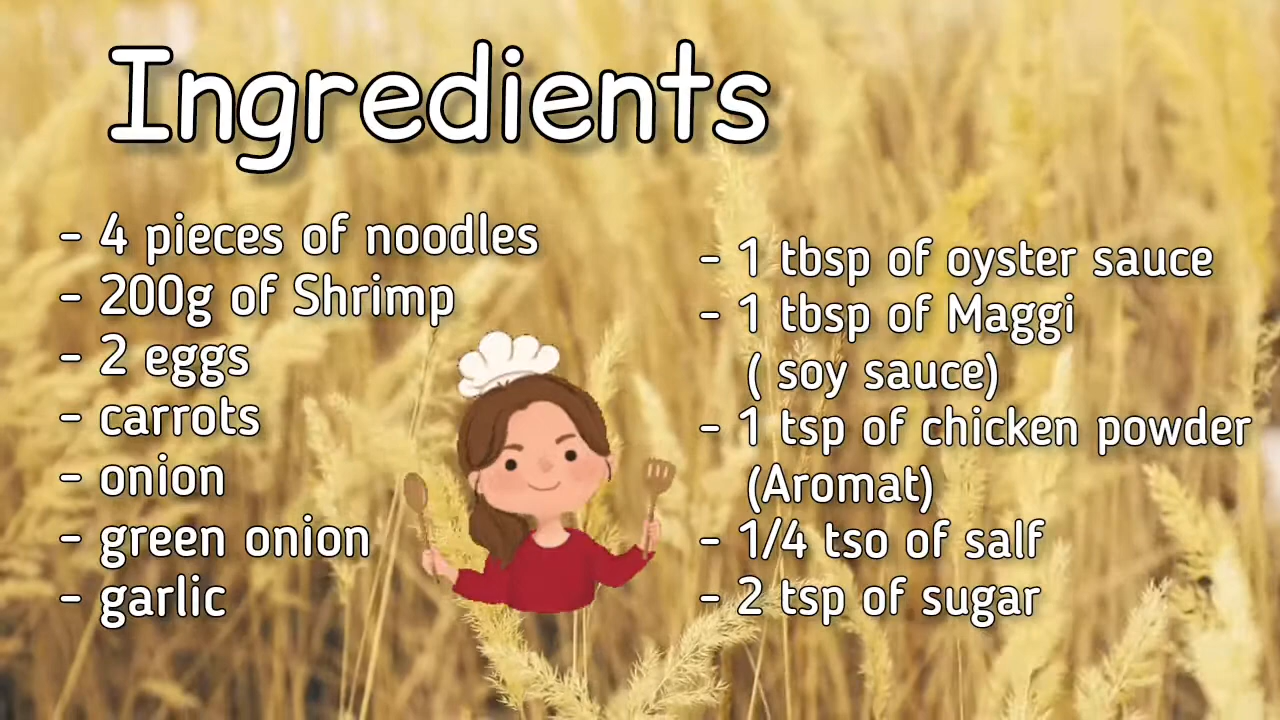 Ingredients
- 4 pieces of noodles
- 200g of Shrimp
- 2 eggs
- carrots
- onion
- green onion
- garlic
- 1 tbsp of oyster sauce
- 1 tbsp of Maggi
( soy sauce)
- 1 tsp of chicken powder
(Aromat)
- 1/4 tso of salf
- 2 tsp of sugar